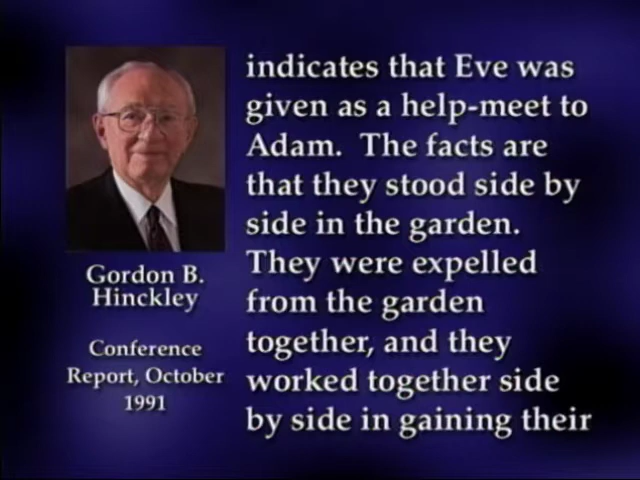 Gordon B.
Hinckley
Conference
Report, October
1991
indicates that Eve was
given as a help-meet to
Adam.  The facts are
that they stood side by
side in the garden.
They were expelled
from the garden
together, and they
worked together side
by side in gaining their